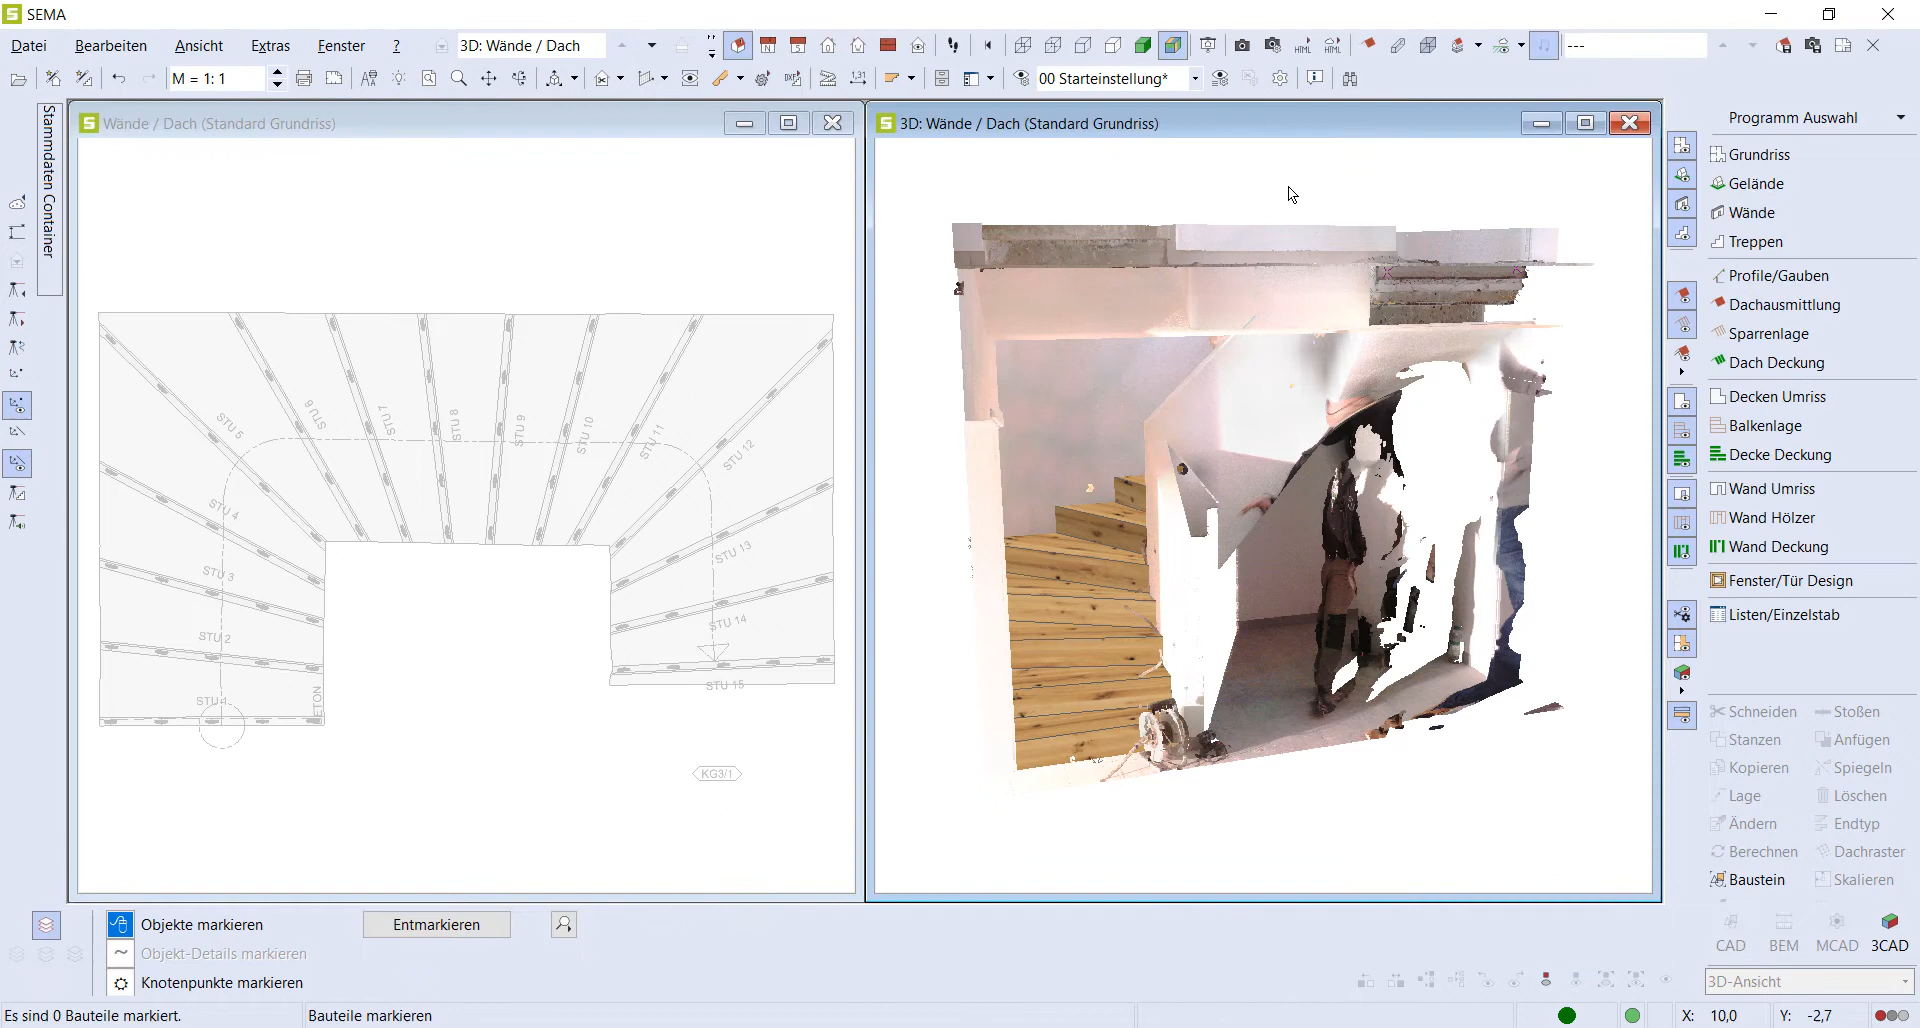 SEMA
Datei Bearbeiten Ansicht Extras Fenster ? 3D: Wände / Dach ---
M = 1: 1 00 Starteinstellung*
Stammdaten Container
Wände / Dach (Standard Grundriss)
STU 1
STU 2
STU 3
STU 4
STU 5
STU 6
STU 7
STU 8
STU 9
STU 10
STU 11
STU 12
STU 13
STU 14
STU 15
KG3/1
3D: Wände / Dach (Standard Grundriss)
Programm Auswahl
Grundriss
Gelände
Wände
Treppen
Profile/Gauben
Dachausmittlung
Sparrenlage
Dach Deckung
Decken Umriss
Balkenlage
Decke Deckung
Wand Umriss
Wand Hölzer
Wand Deckung
Fenster/Tür Design
Listen/Einzelstab
Schneiden Stoßen
Stanzen Anfügen
Kopieren Spiegeln
Lage Löschen
Ändern Endtyp
Berechnen Dachraster
Baustein Skalieren
CAD BEM MCAD 3CAD
3D-Ansicht
Objekte markieren Entmarkieren
Objekt-Details markieren
Knotenpunkte markieren
Es sind 0 Bauteile markiert. Bauteile markieren X: 10,0 Y: -2,7